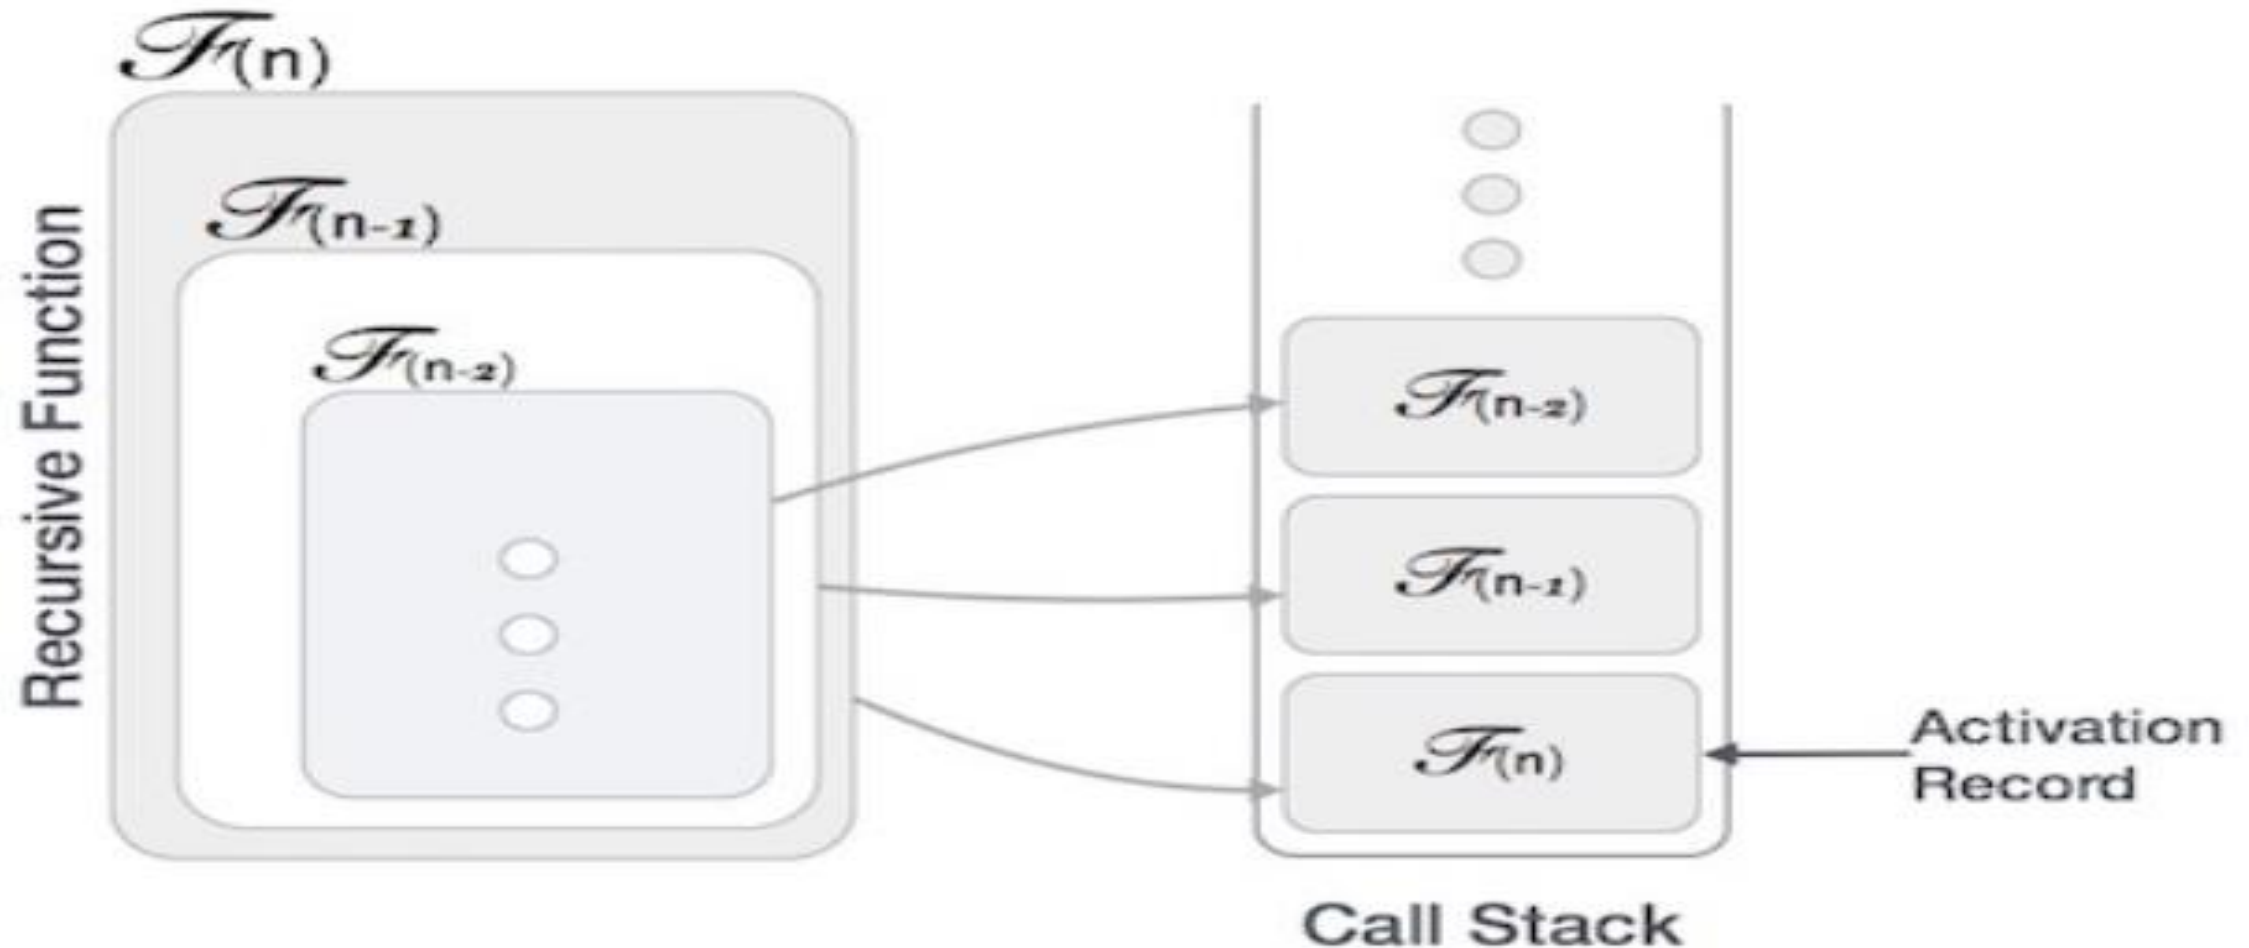 ℱ(n)
ℱ(n-1)
ℱ(n-2)
Recursive Function
ℱ(n-2)
ℱ(n-1)
ℱ(n)
Activation
Record
Call Stack